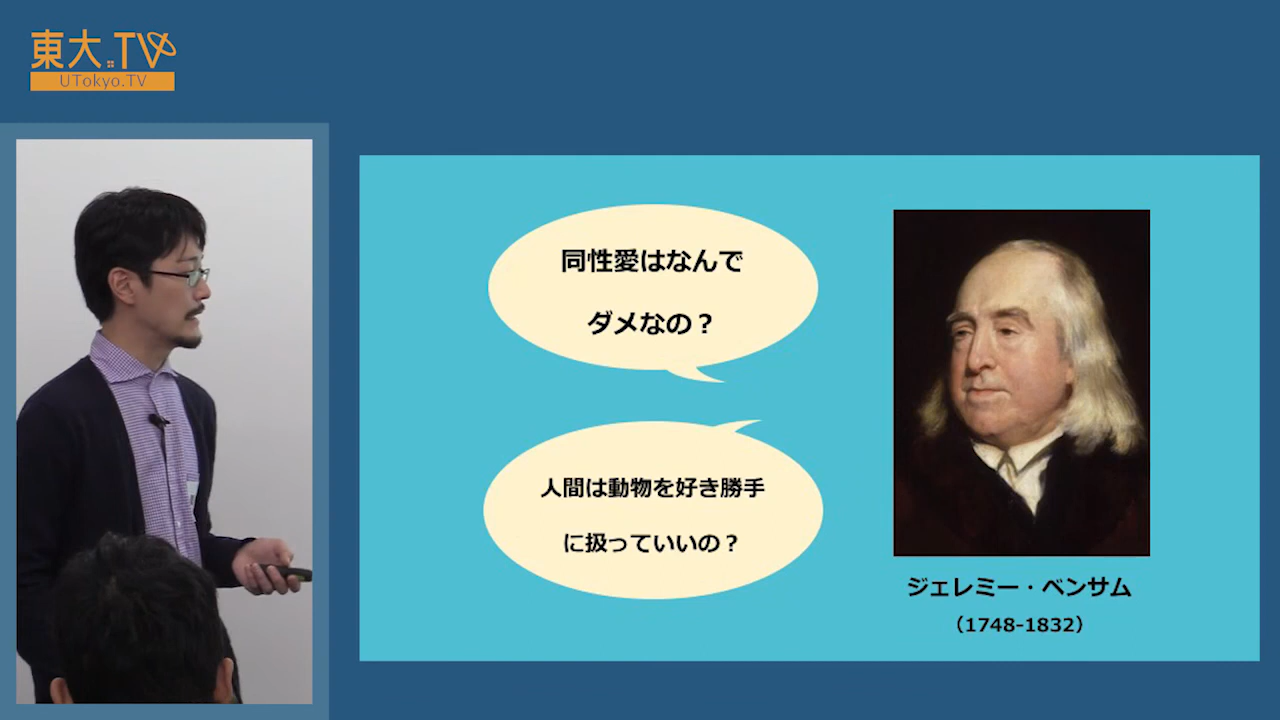 東大.TV
UTokyo.TV
同性愛はなんで
ダメなの？
人間は動物を好き勝手
に扱っていいの？
ジェレミー・ベンサム
（1748-1832）